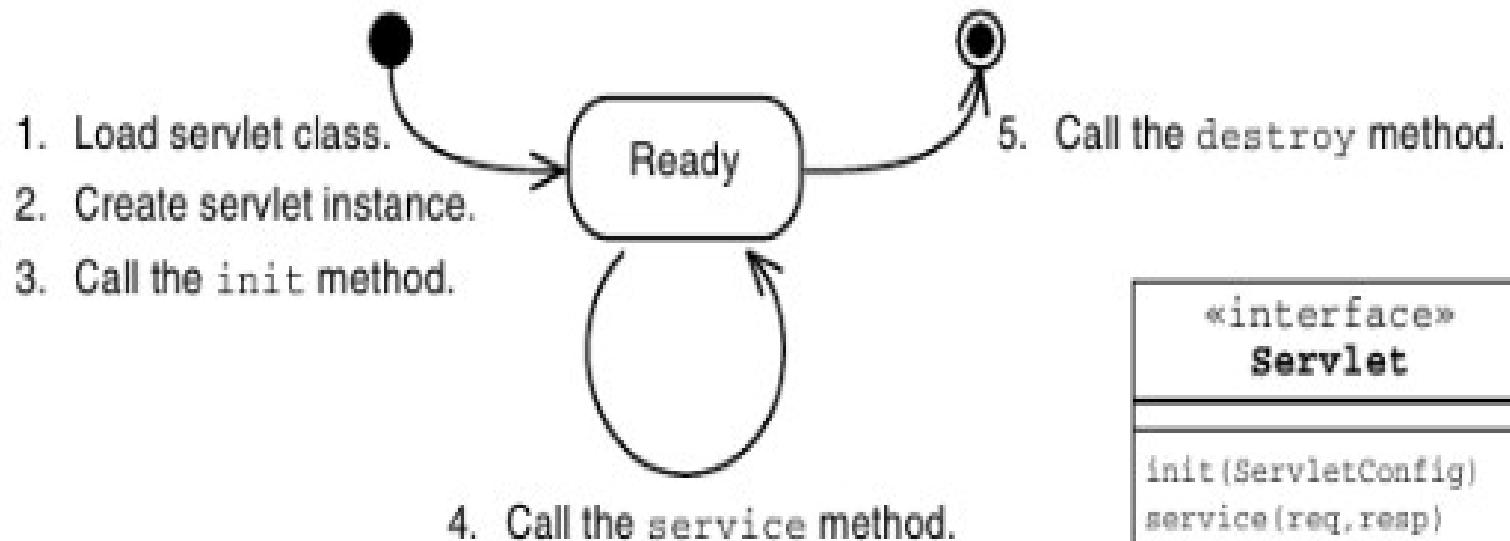 1. Load servlet class.
2. Create servlet instance.
3. Call the init method.
Ready
5. Call the destroy method.
4. Call the service method.
«interface»
Servlet
init(ServletConfig)
service(req,resp)